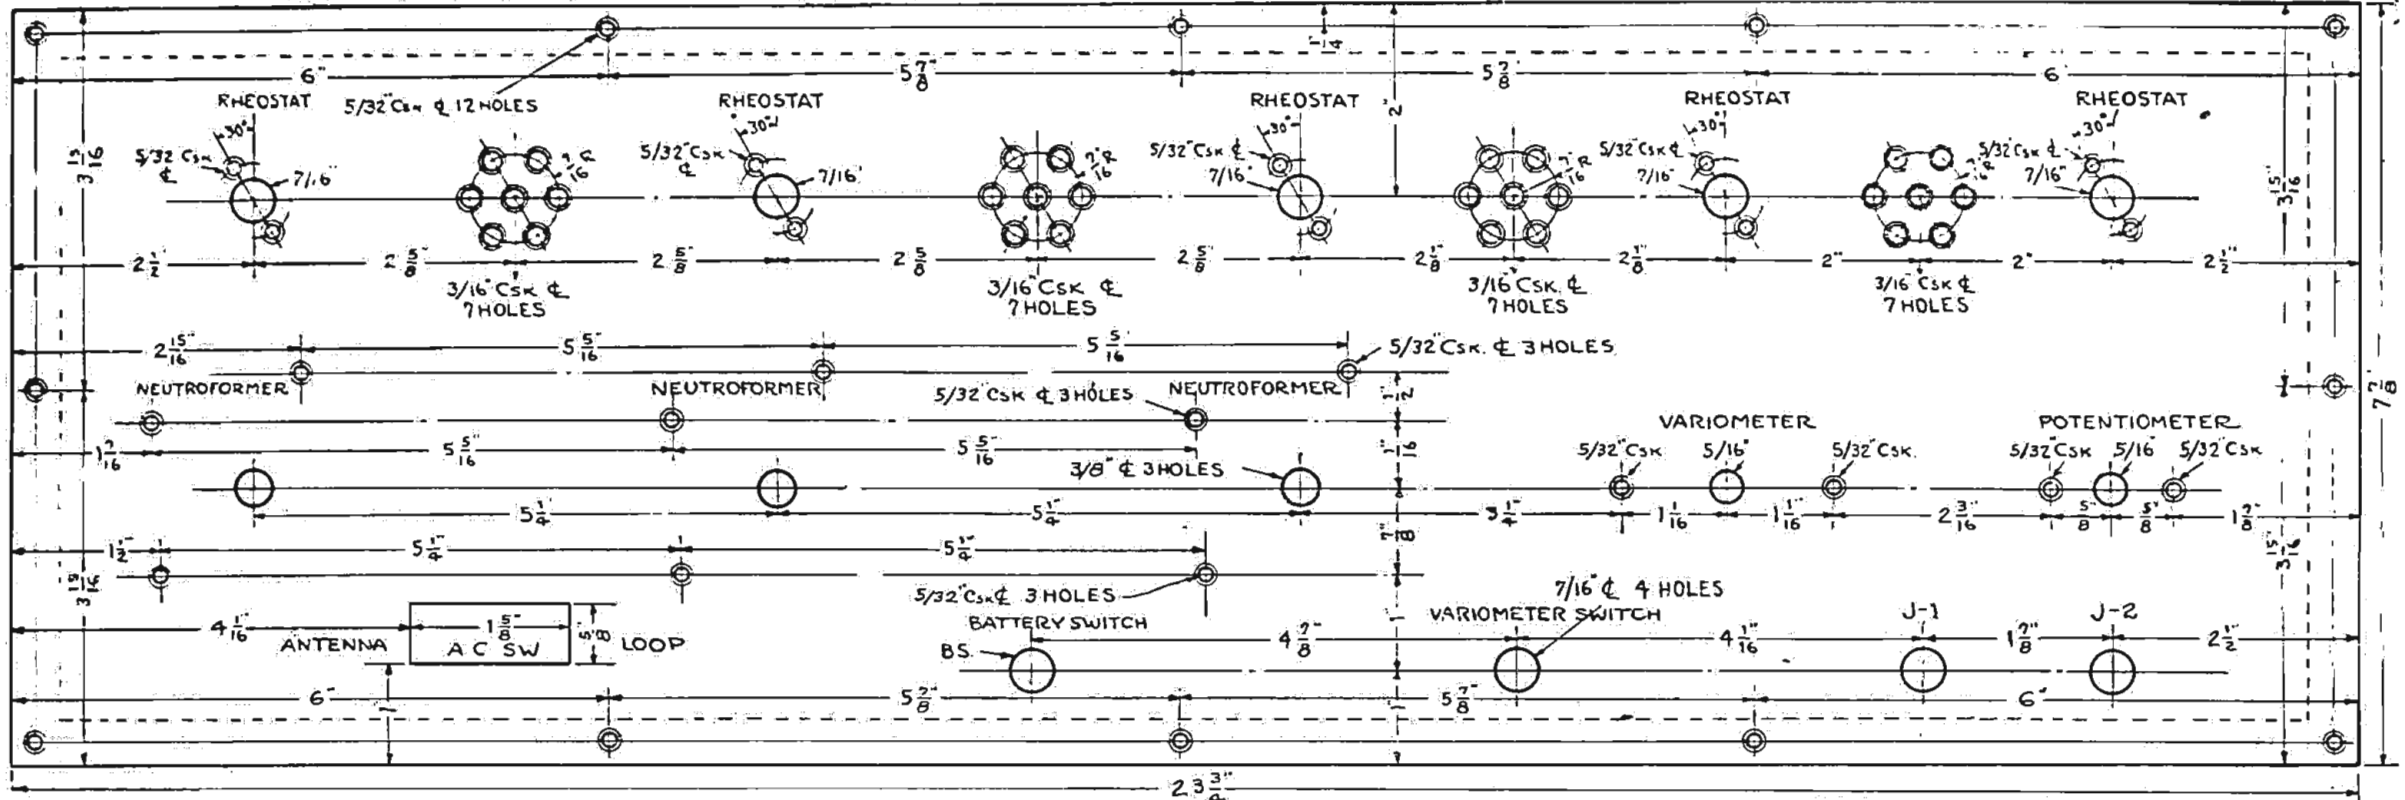 1/4
6" 5 7/8" 5 7/8" 6"
RHEOSTAT 5/32" CSK ℄ 12 HOLES RHEOSTAT RHEOSTAT RHEOSTAT RHEOSTAT
2"
3 15/16 3 15/16"
30° 30° 30° 30° 30°
5/32 CSK ℄ 7/16" 7/16 R 5/32" CSK ℄ 7/16" 7/16" R 5/32" CSK ℄ 7/16" 7/16" R 5/32" CSK ℄ 7/16" 7/16" R 5/32" CSK ℄ 7/16"
2 1/2" 2 5/8" 2 5/8" 2 5/8 2 5/8" 2 1/8" 2 1/8" 2" 2" 2 1/2"
3/16" CSK ℄ 3/16" CSK ℄ 3/16" CSK ℄ 3/16" CSK ℄
7 HOLES 7 HOLES 7 HOLES 7 HOLES
2 15/16" 5 5/16" 5 5/16" 5/32" CSK. ℄ 3 HOLES
NEUTROFORMER NEUTROFORMER 5/32" CSK ℄ 3 HOLES NEUTROFORMER
1/2" 7 7/8"
VARIOMETER POTENTIOMETER
5 5/16" 5 5/16" 5/32" CSK 5/16" 5/32" CSK. 5/32" CSK 5/16" 5/32" CSK
3/8" ℄ 3 HOLES
5 1/4" 5 1/4" 3 1/4" 1 1/16 1 1/16" 2 3/16" 5/8" 5/8" 1 7/8"
1 1/2" 5 1/4" 5 1/4" 7/8"
3 15/16" 3 15/16"
5/32" CSK ℄ 3 HOLES 7/16" ℄ 4 HOLES
BATTERY SWITCH VARIOMETER SWITCH J-1 J-2
4 1/16" ANTENNA 1 5/8" A C SW 5/8" LOOP
BS. 4 7/8" 1 4 1/16" 1 7/8" 2 1/2"
6" 1 5 7/8" 1 5 7/8" 6"
23 3/4"